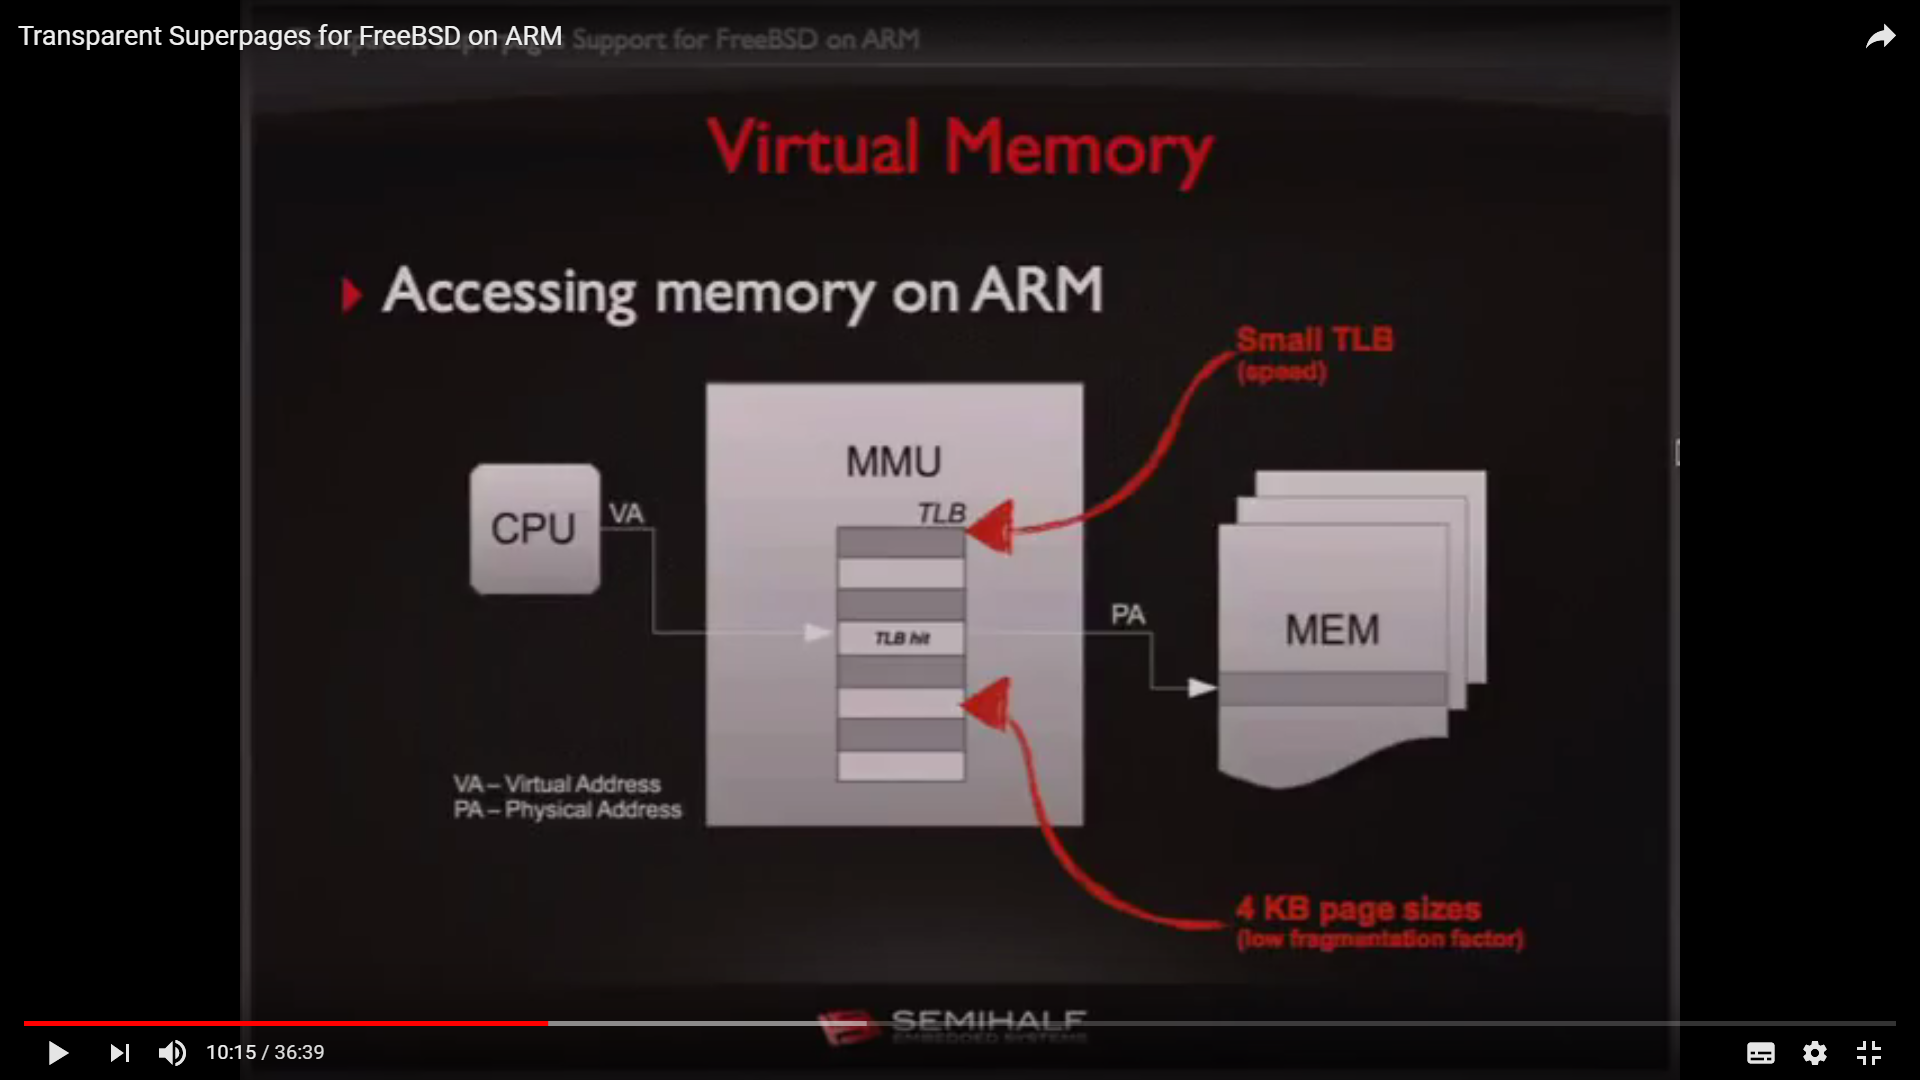 Transparent Superpages for FreeBSD on ARM
Support for FreeBSD on ARM
Virtual Memory
Accessing memory on ARM
Small TLB
(speed)
MMU
TLB
CPU
VA
TLB hit
PA
MEM
VA – Virtual Address
PA – Physical Address
4 KB page sizes
(low fragmentation factor)
SEMIHALF
EMBEDDED SYSTEMS
10:15 / 36:39